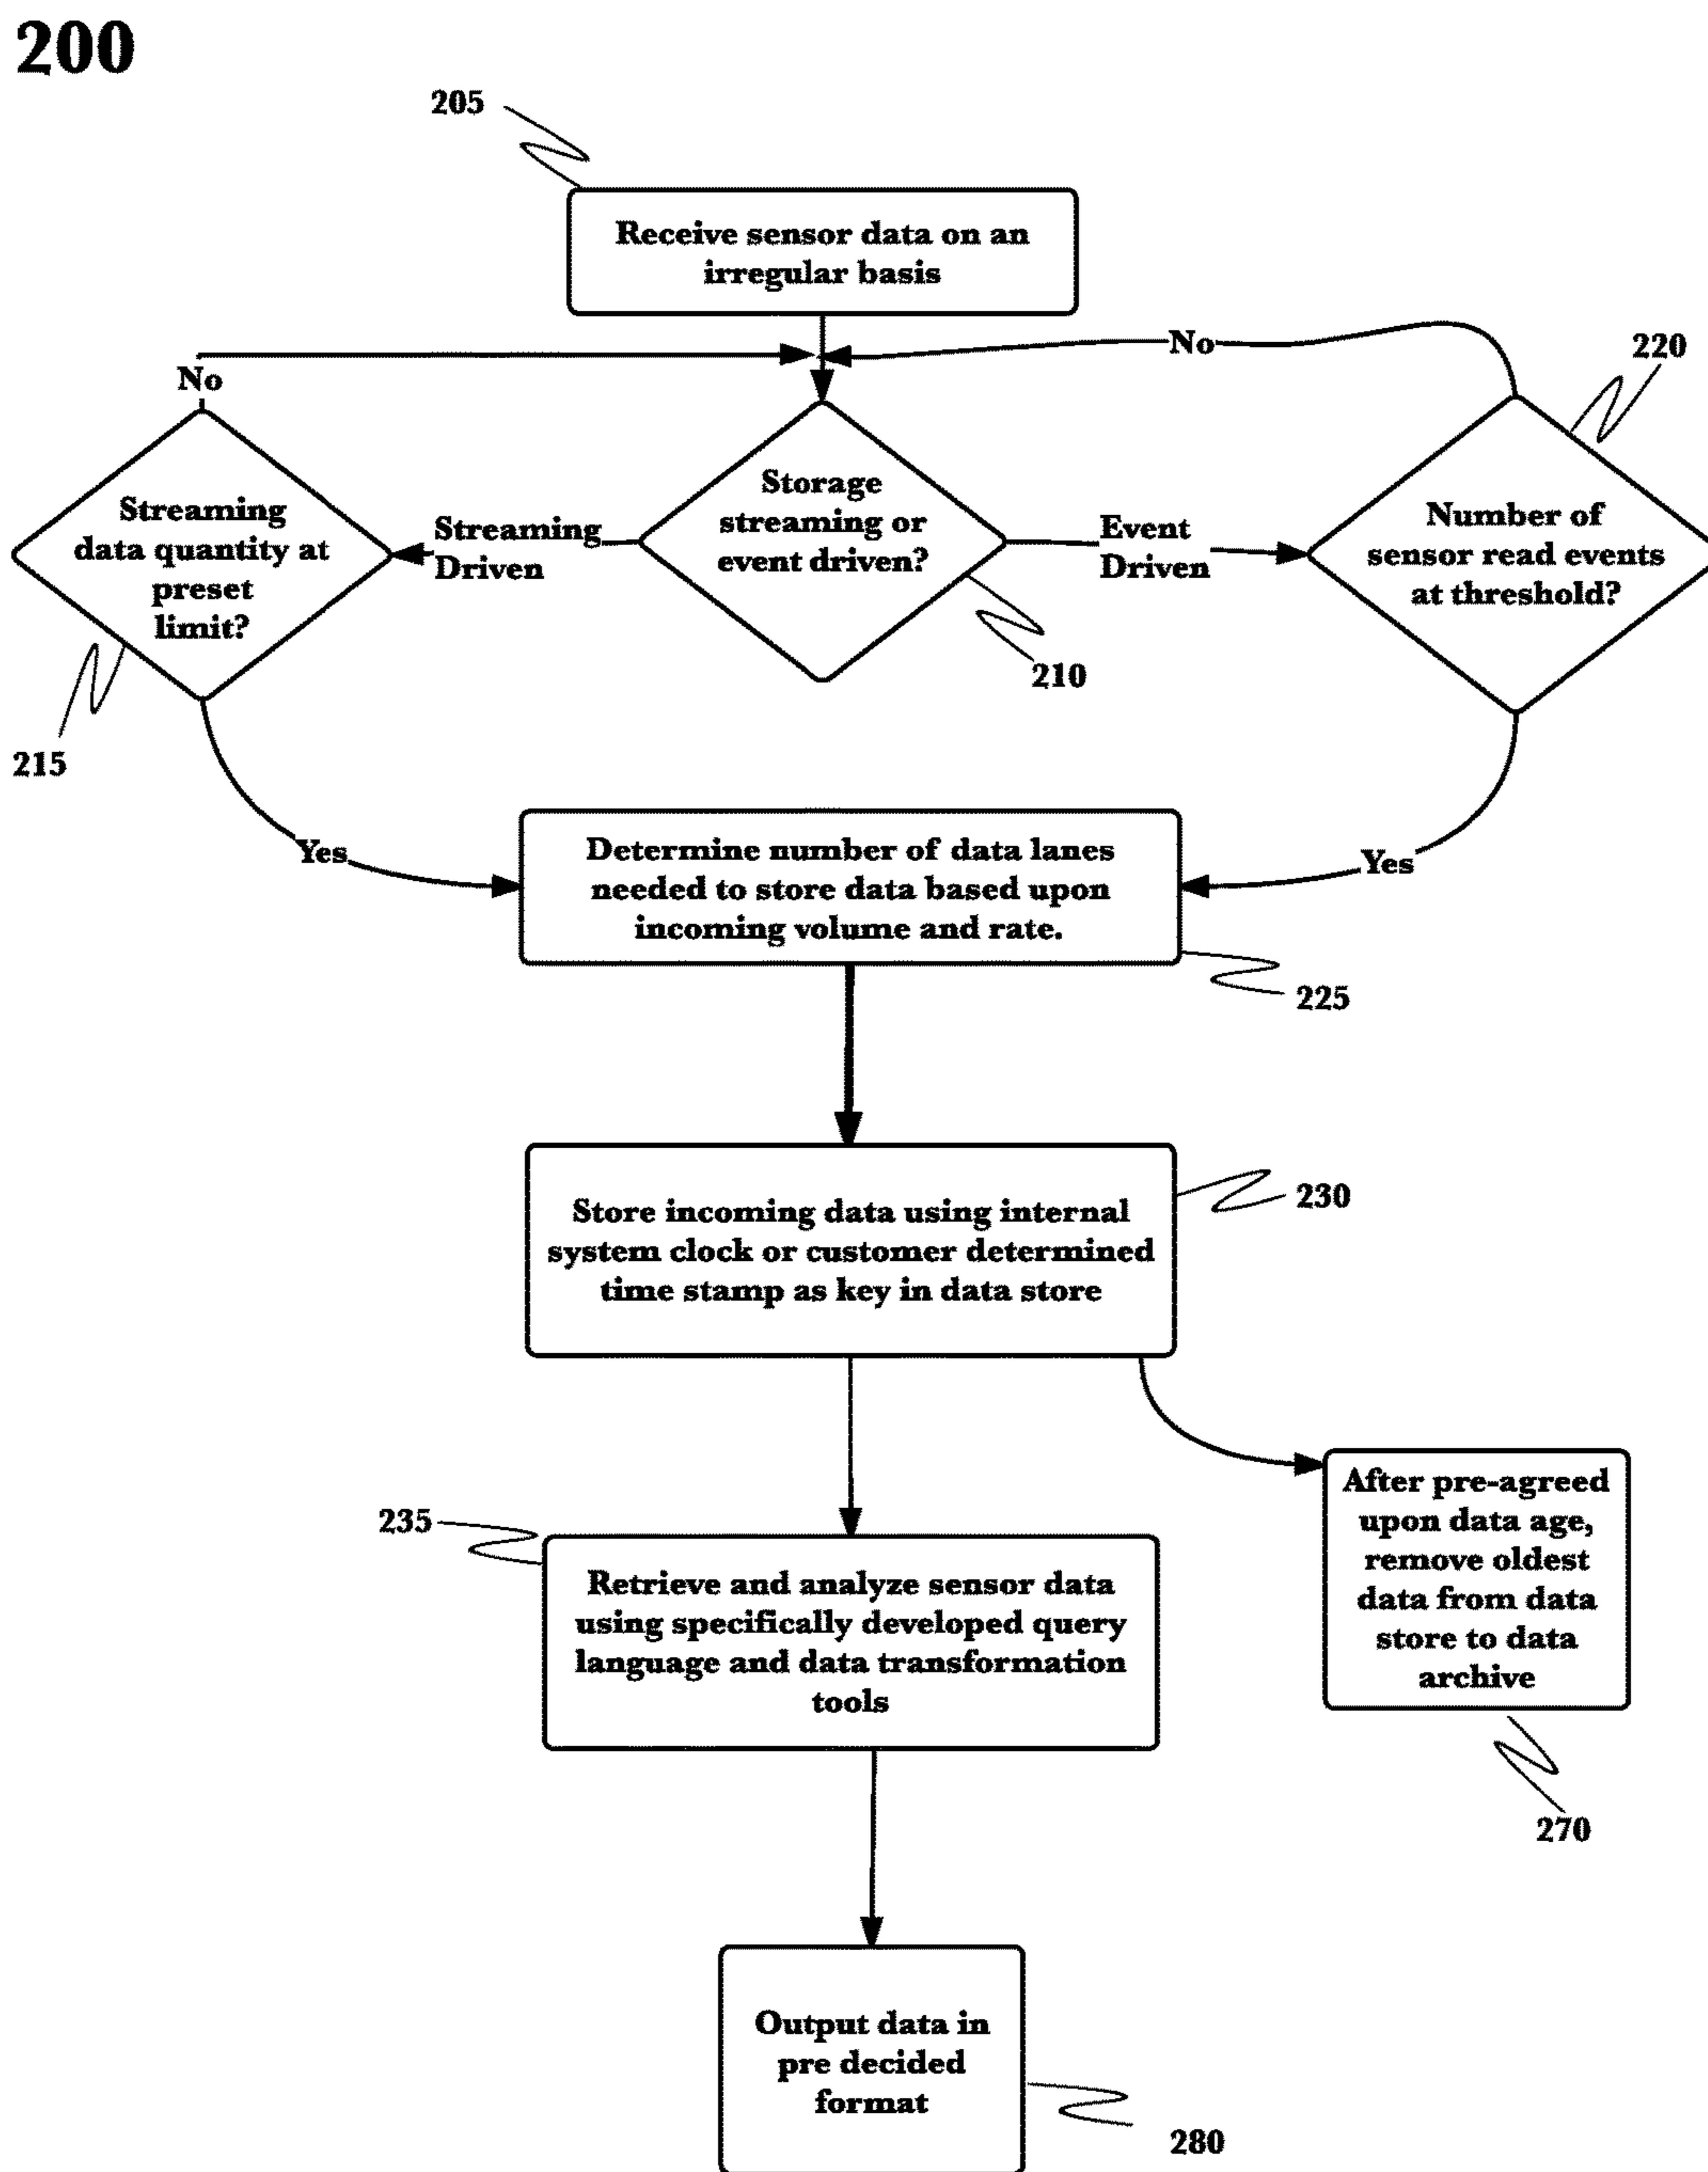 200
205
Receive sensor data on an
irregular basis
No
No
220
Streaming
data quantity at
preset
limit?
Streaming
Driven
Storage
streaming or
event driven?
Event
Driven
Number of
sensor read events
at threshold?
210
215
Yes
Determine number of data lanes
needed to store data based upon
incoming volume and rate.
Yes
225
Store incoming data using internal
system clock or customer determined
time stamp as key in data store
230
235
Retrieve and analyze sensor data
using specifically developed query
language and data transformation
tools
After pre-agreed
upon data age,
remove oldest
data from data
store to data
archive
270
Output data in
pre decided
format
280